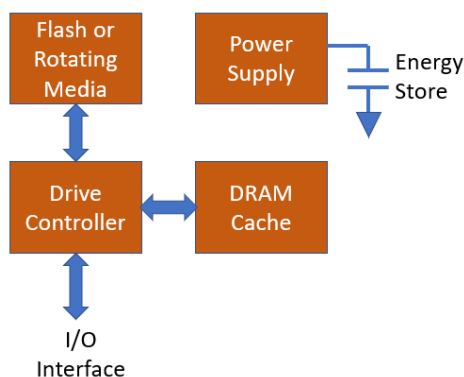 Flash or
Rotating
Media
Power
Supply
Energy
Store
Drive
Controller
DRAM
Cache
I/O
Interface